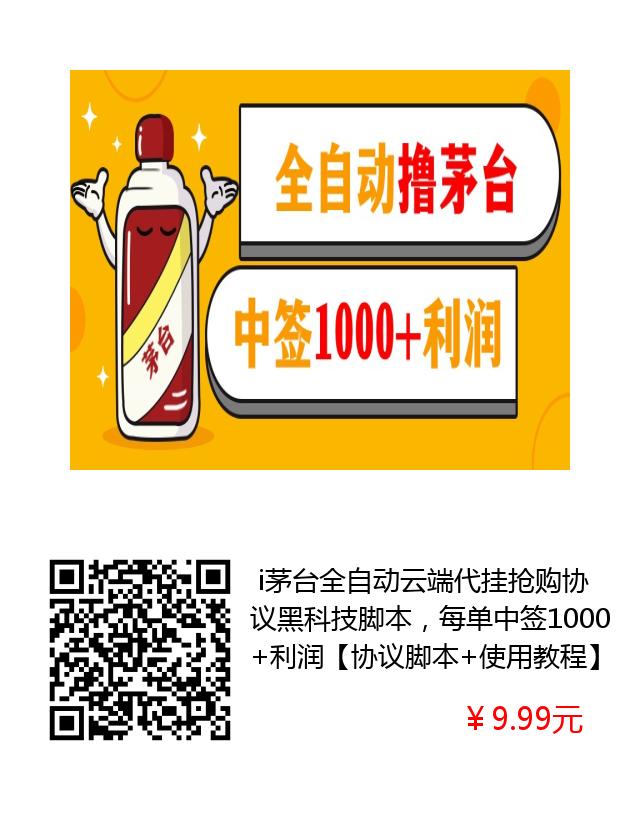 全自动撸茅台
中签1000+利润
茅台
i茅台全自动云端代挂抢购协
议黑科技脚本，每单中签1000
+利润【协议脚本+使用教程】
￥9.99元